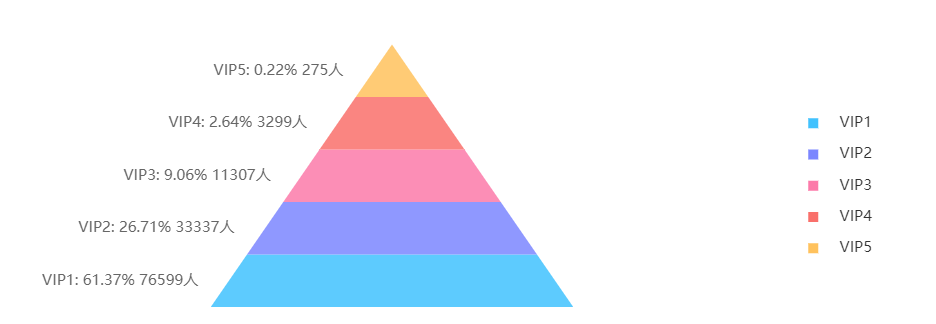 VIP5: 0.22% 275人
VIP4: 2.64% 3299人
VIP3: 9.06% 11307人
VIP2: 26.71% 33337人
VIP1: 61.37% 76599人
VIP1
VIP2
VIP3
VIP4
VIP5